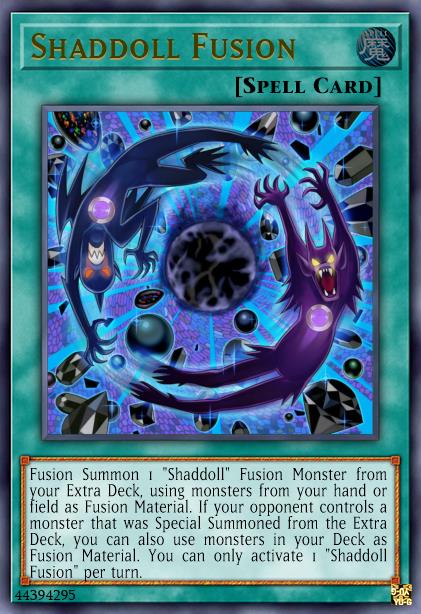 Shaddoll Fusion
[Spell Card]
Fusion Summon 1 "Shaddoll" Fusion Monster from
your Extra Deck, using monsters from your hand or
field as Fusion Material. If your opponent controls a
monster that was Special Summoned from the Extra
Deck, you can also use monsters in your Deck as
Fusion Material. You can only activate 1 "Shaddoll
Fusion" per turn.
44394295